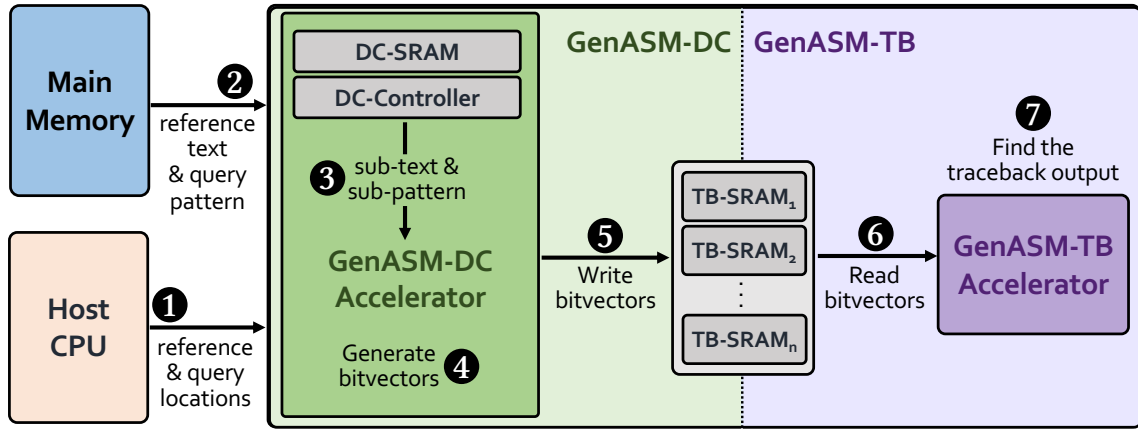 Main
Memory
2
reference
text
& query
pattern
Host
CPU
1
reference
& query
locations
DC-SRAM
DC-Controller
3
sub-text &
sub-pattern
GenASM-DC
Accelerator
Generate
bitvectors
4
GenASM-DC
GenASM-TB
5
Write
bitvectors
TB-SRAM₁
TB-SRAM₂
⋮
TB-SRAMₙ
6
Read
bitvectors
7
Find the
traceback output
GenASM-TB
Accelerator